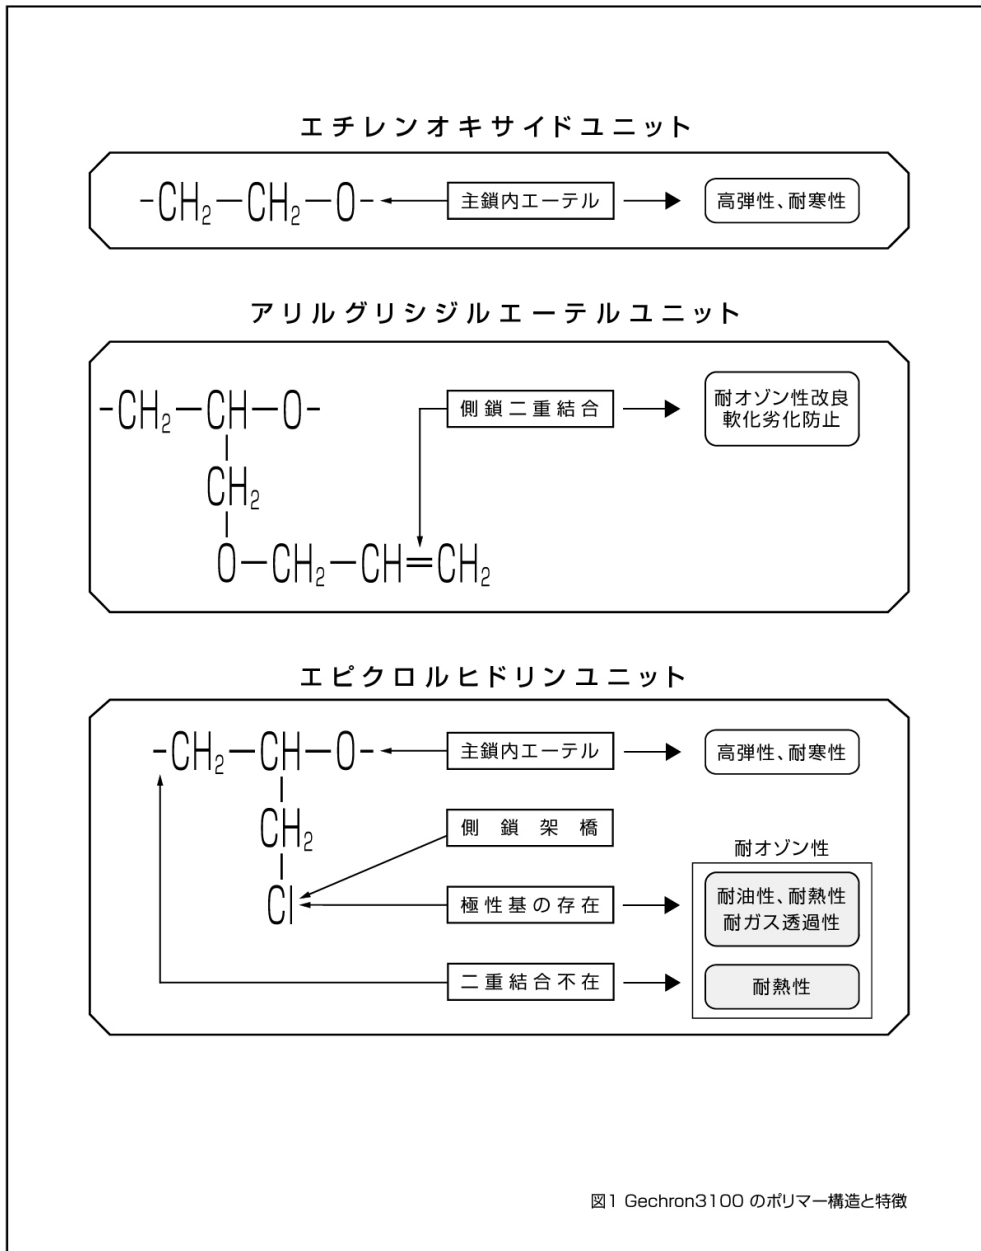 エチレンオキサイドユニット
-CH2-CH2-O-
主鎖内エーテル
高弾性、耐寒性
アリルグリシジルエーテルユニット
-CH2-CH-O-
側鎖二重結合
耐オゾン性改良
軟化劣化防止
CH2
O-CH2-CH=CH2
エピクロルヒドリンユニット
-CH2-CH-O-
主鎖内エーテル
高弾性、耐寒性
CH2
側鎖架橋
耐オゾン性
Cl
極性基の存在
耐油性、耐熱性
耐ガス透過性
二重結合不在
耐熱性
図1 Gechron3100 のポリマー構造と特徴